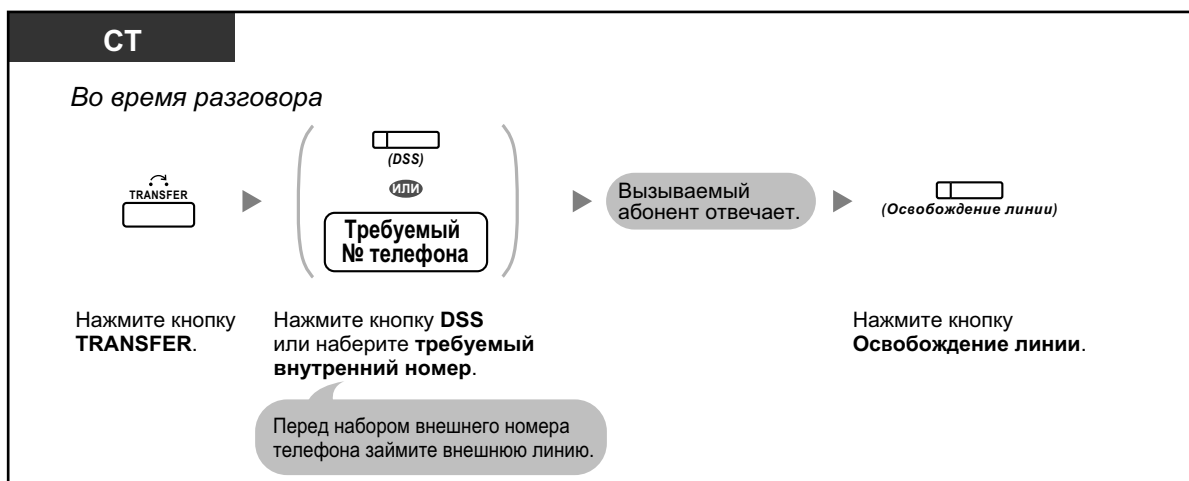 СТ
Во время разговора
TRANSFER
(DSS)
или
Требуемый
№ телефона
Вызываемый
абонент отвечает.
(Освобождение линии)
Нажмите кнопку
TRANSFER.
Нажмите кнопку DSS
или наберите требуемый
внутренний номер.
Перед набором внешнего номера
телефона займите внешнюю линию.
Нажмите кнопку
Освобождение линии.